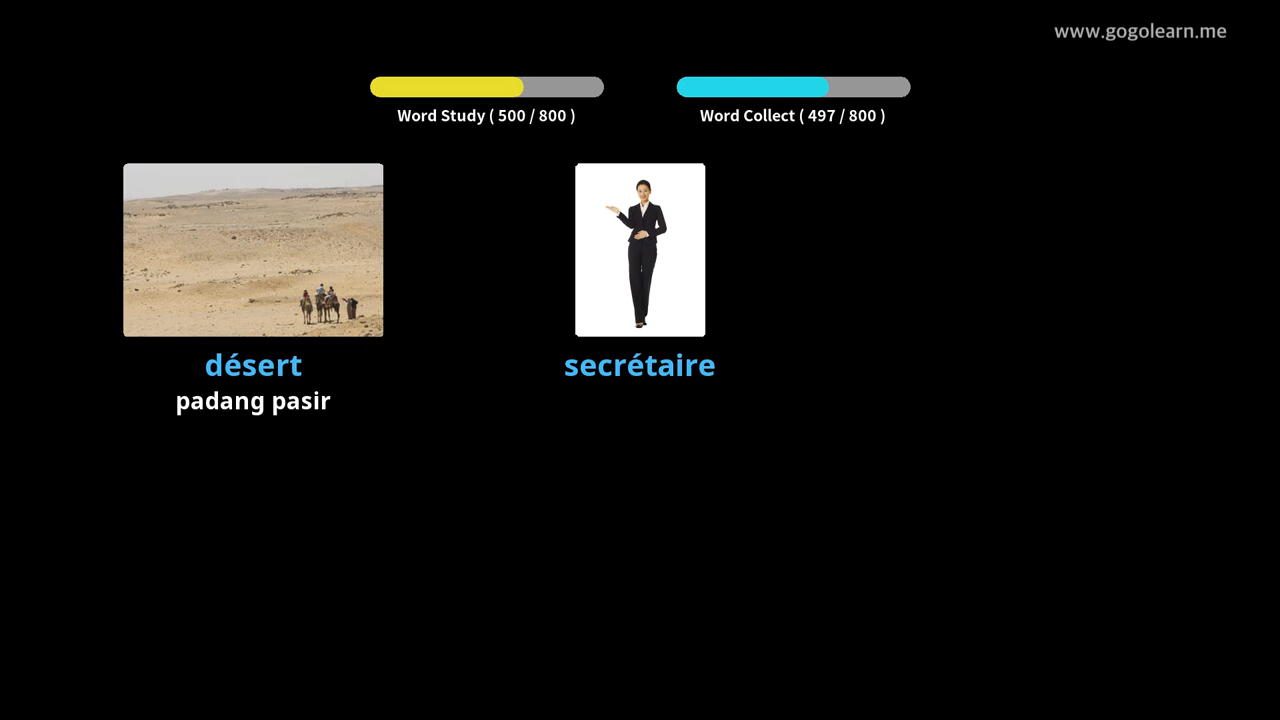 www.gogolearn.me
Word Study ( 500 / 800 )
Word Collect ( 497 / 800 )
désert
padang pasir
secrétaire